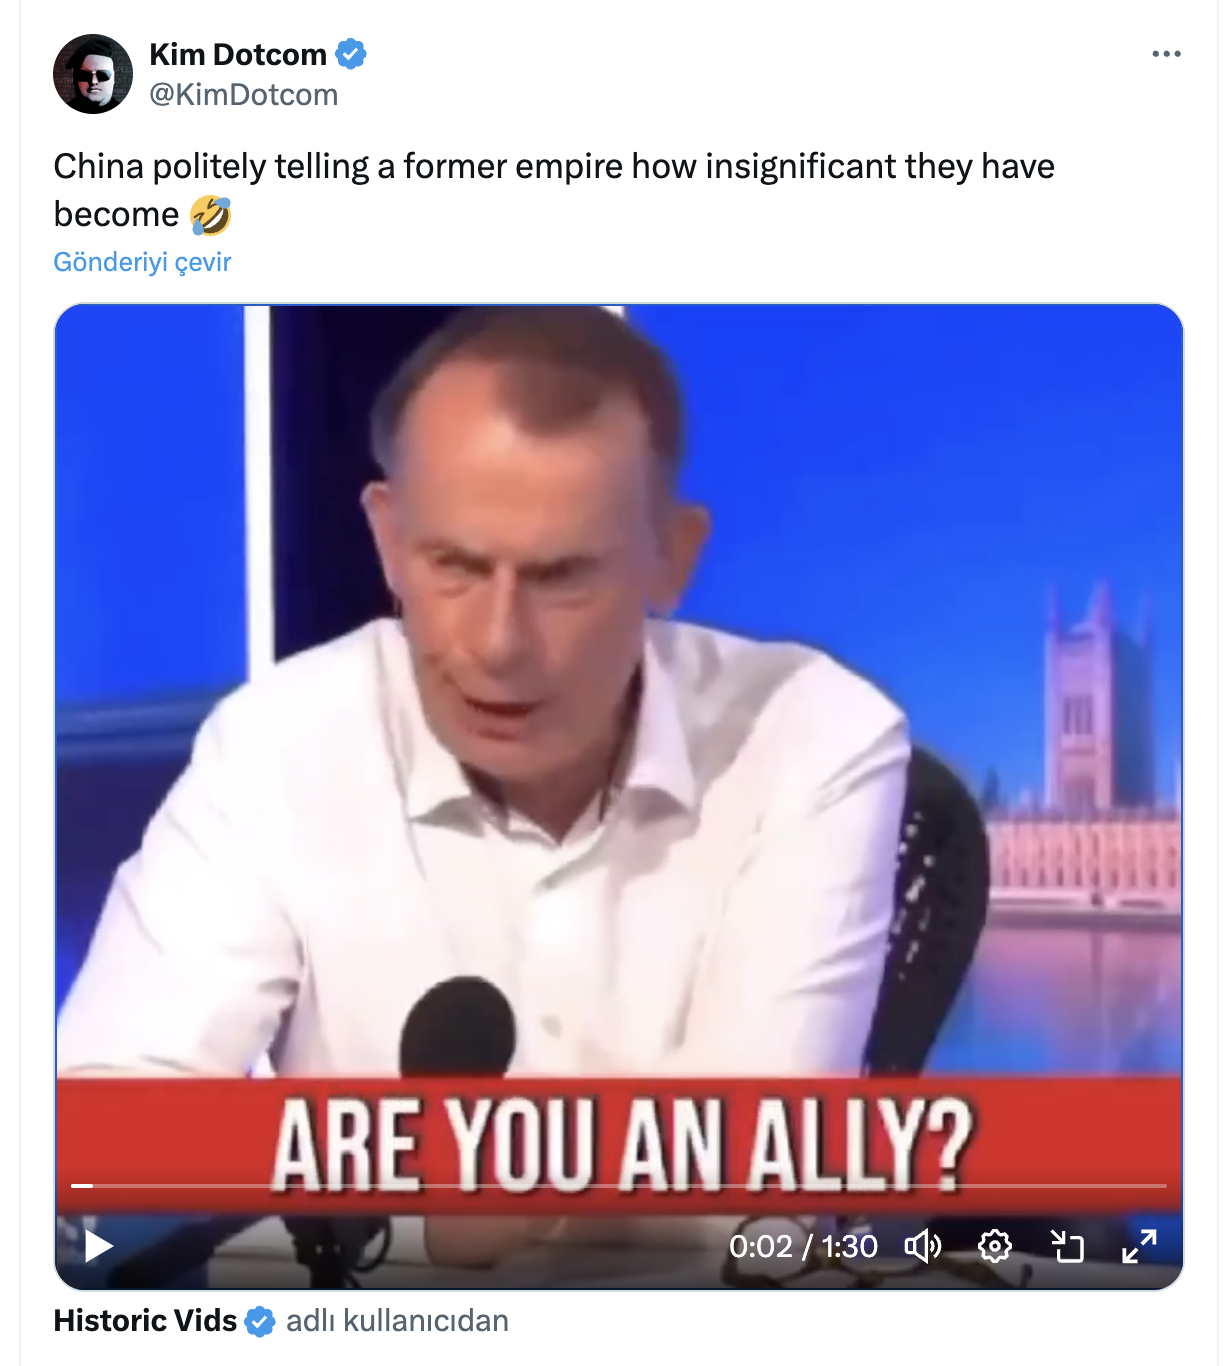 Kim Dotcom
@KimDotcom
China politely telling a former empire how insignificant they have
become 🤣
Gönderiyi çevir
ARE YOU AN ALLY?
0:02 / 1:30
Historic Vids adlı kullanıcıdan